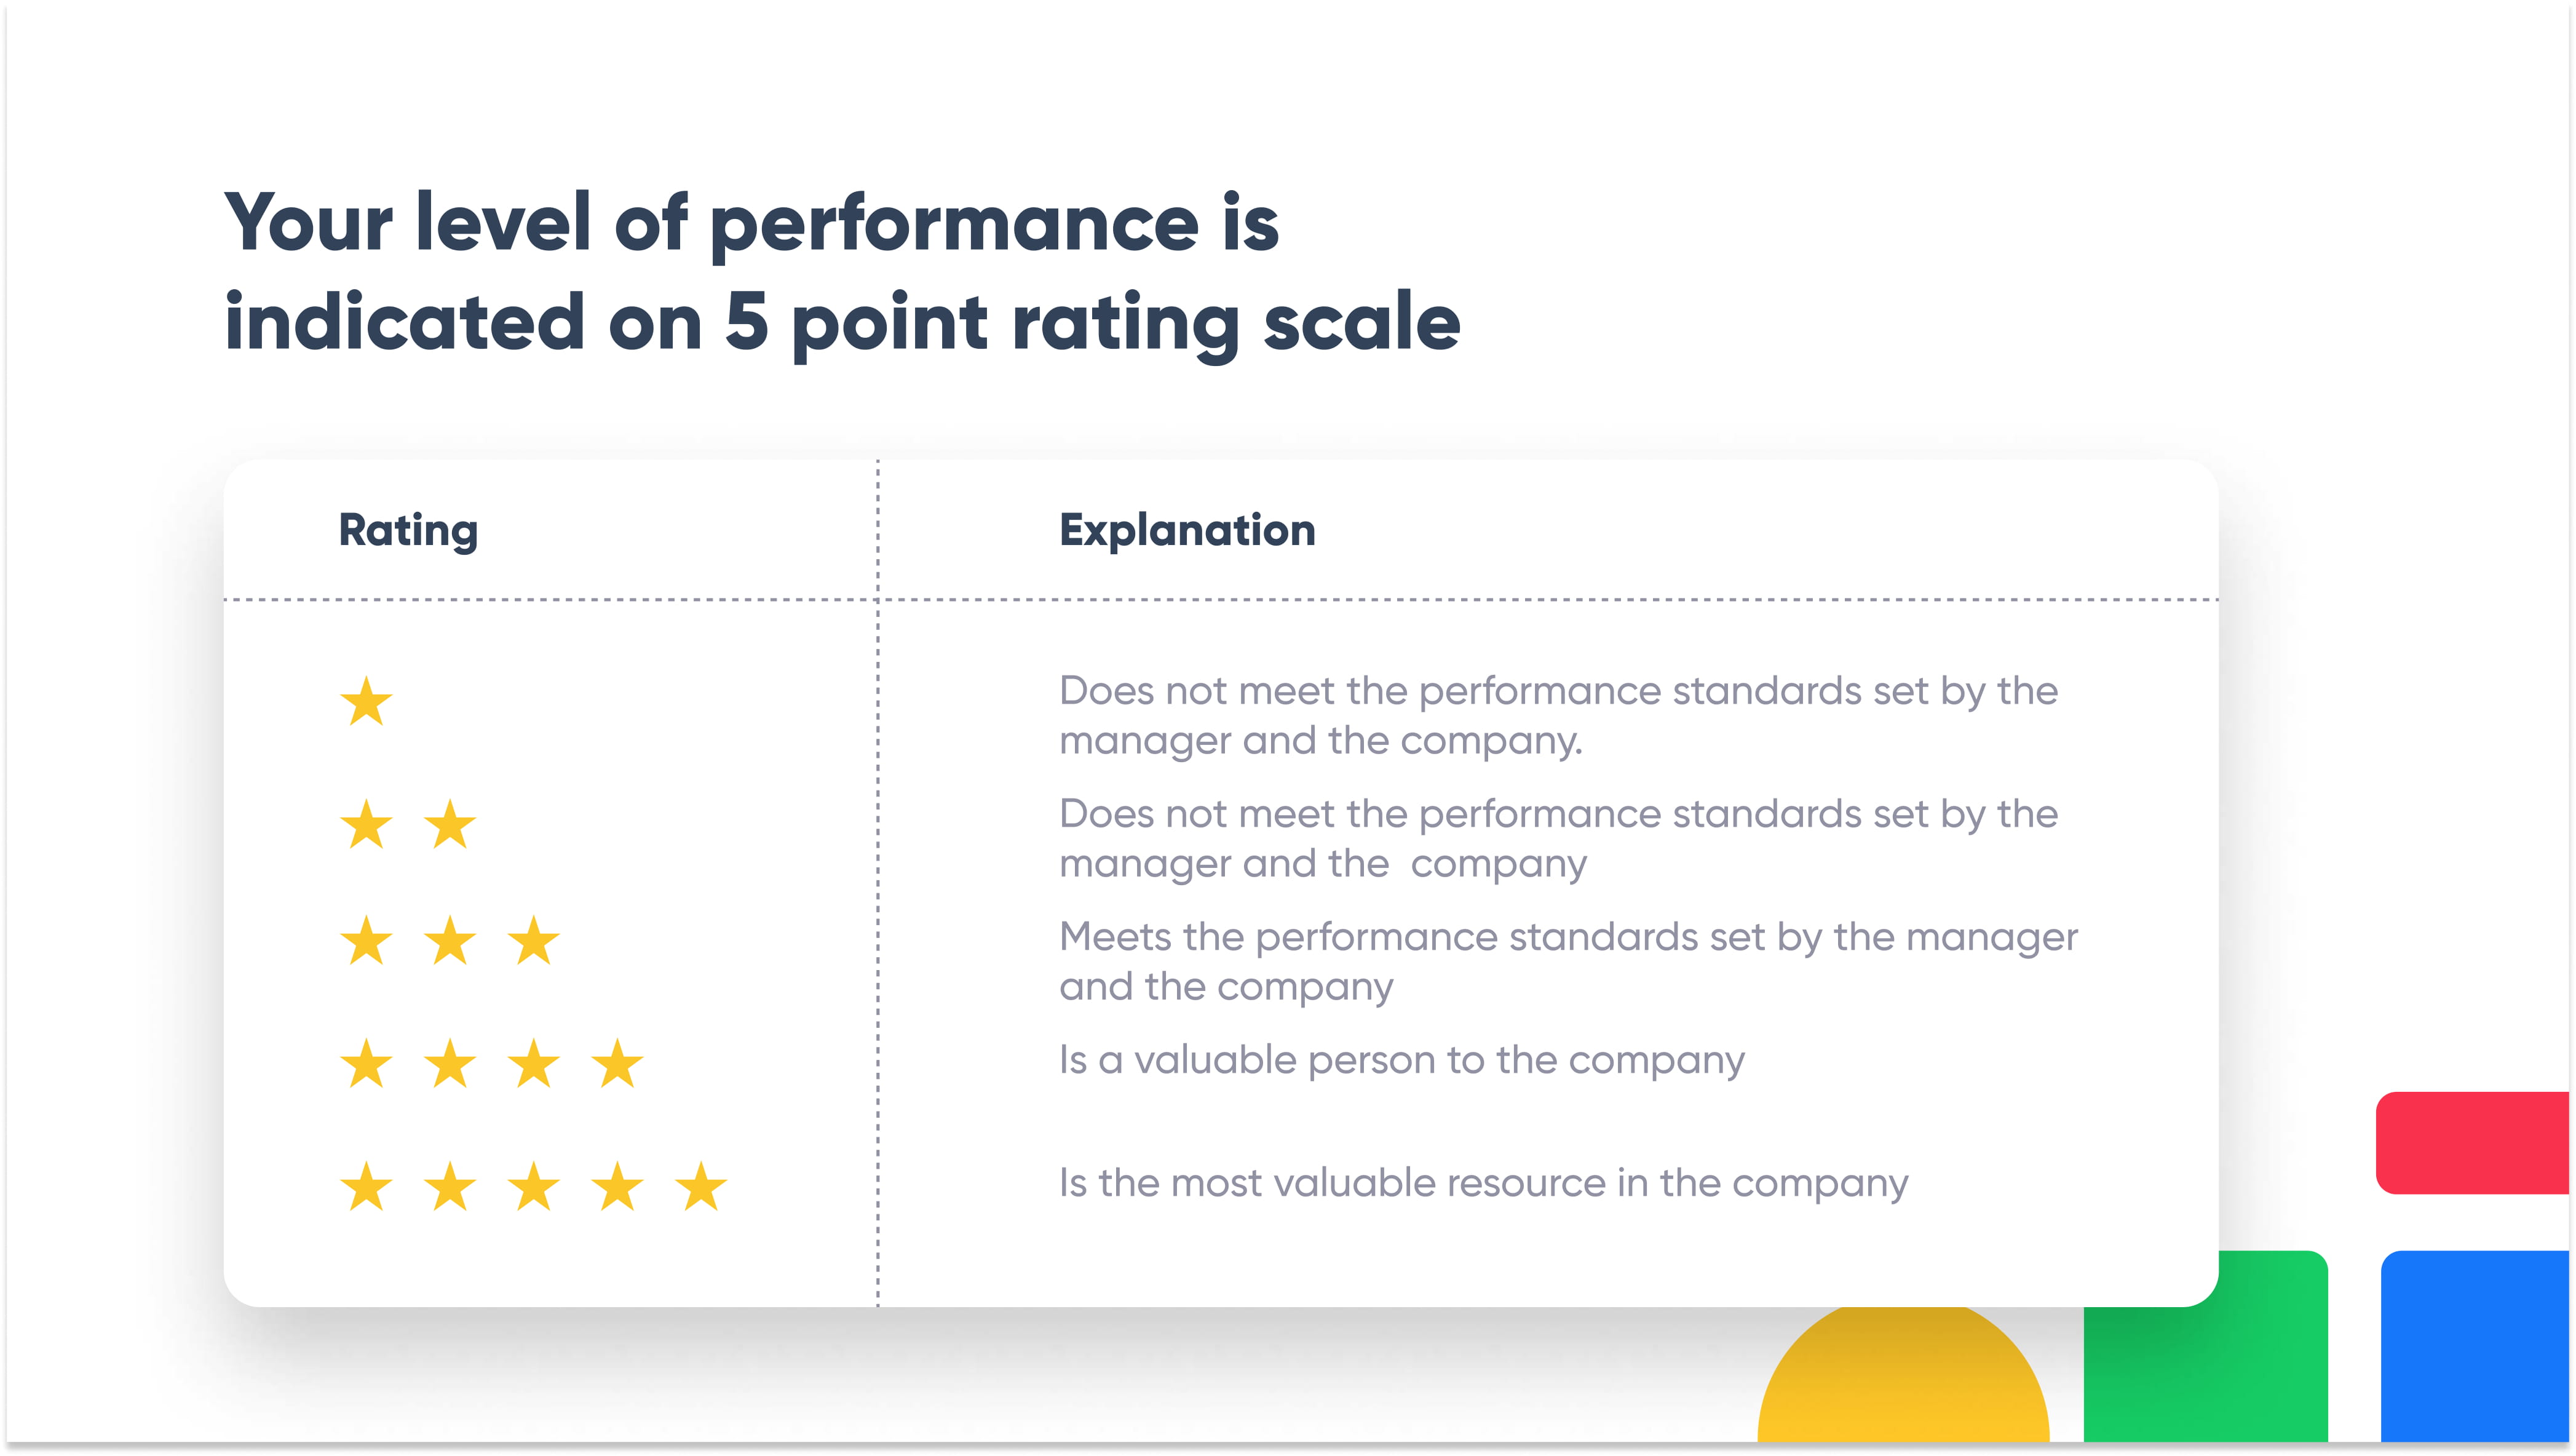 Your level of performance is
indicated on 5 point rating scale
Rating
Explanation
Does not meet the performance standards set by the
manager and the company.
Does not meet the performance standards set by the
manager and the  company
Meets the performance standards set by the manager
and the company
Is a valuable person to the company
Is the most valuable resource in the company